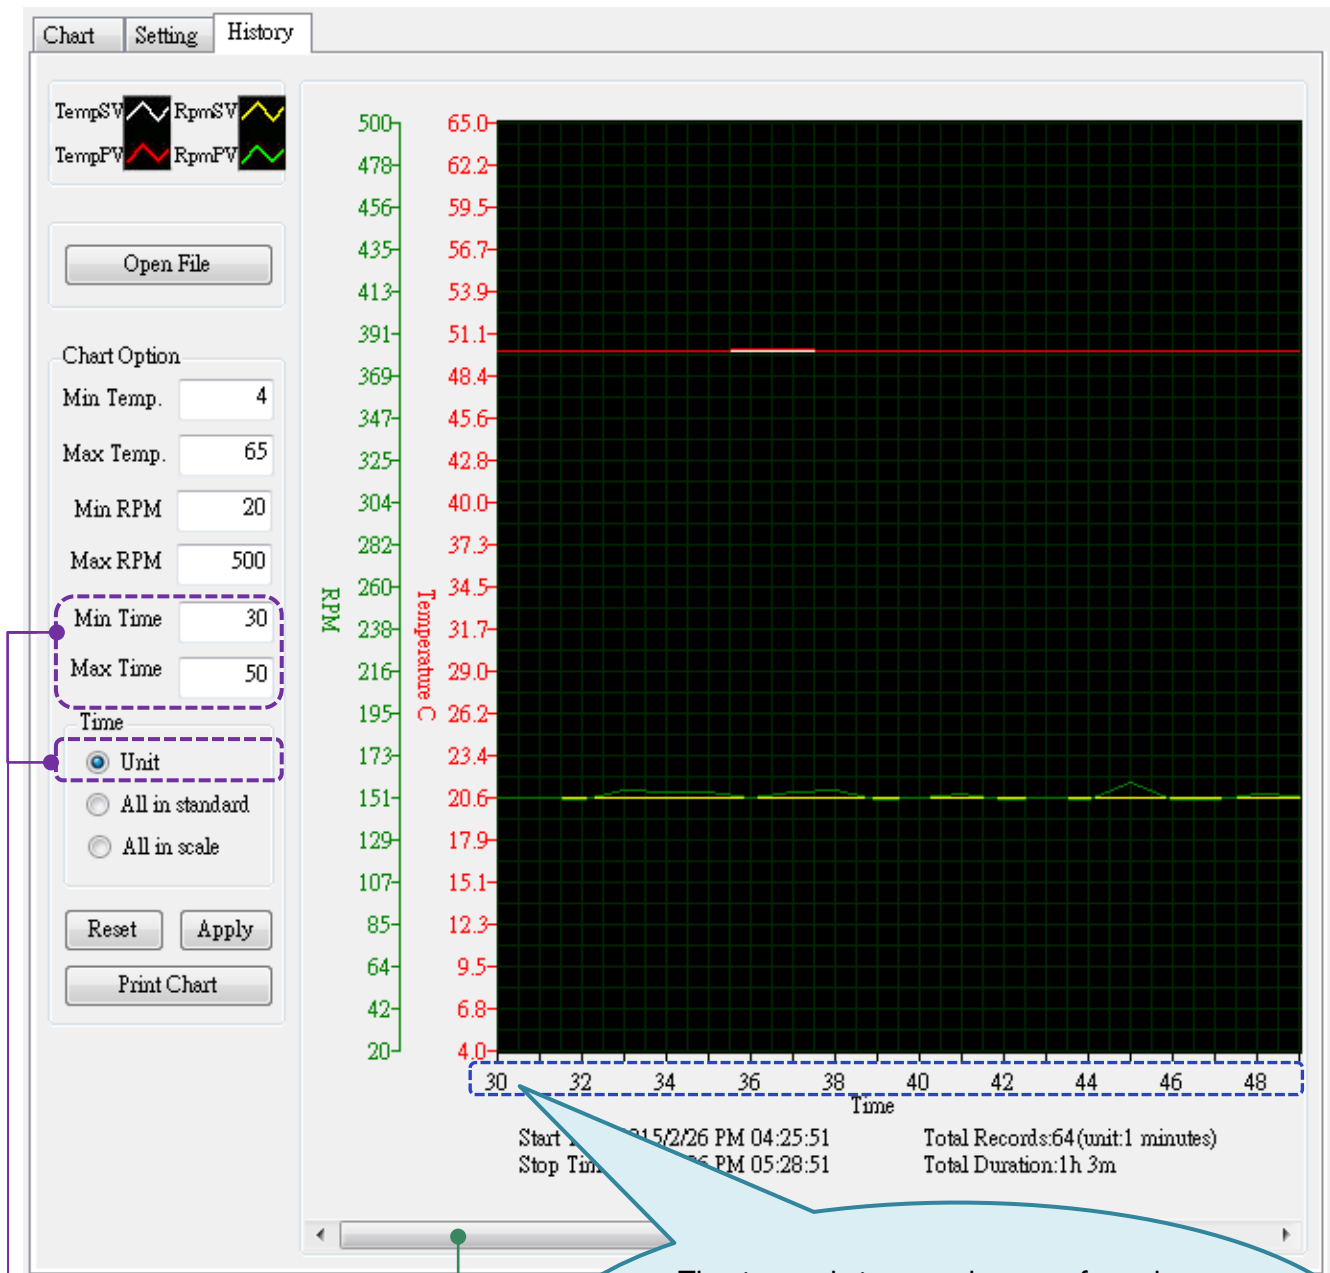 Chart Setting History
TempSV RpmSV
TempPV RpmPV
Open File
Chart Option
Min Temp. 4
Max Temp. 65
Min RPM 20
Max RPM 500
Min Time 30
Max Time 50
Time
Unit
All in standard
All in scale
Reset Apply
Print Chart
500 65.0
478 62.2
456 59.5
435 56.7
413 53.9
391 51.1
369 48.4
347 45.6
325 42.8
304 40.0
282 37.3
260 34.5
238 31.7
216 29.0
195 26.2
173 23.4
151 20.6
129 17.9
107 15.1
85 12.3
64 9.5
42 6.8
20 4.0
RPM
Temperature C
30 32 34 36 38 40 42 44 46 48
Time
Start 5/2/26 PM 04:25:51
Stop Tim PM 05:28:51
Total Records:64(unit:1 minutes)
Total Duration:1h 3m